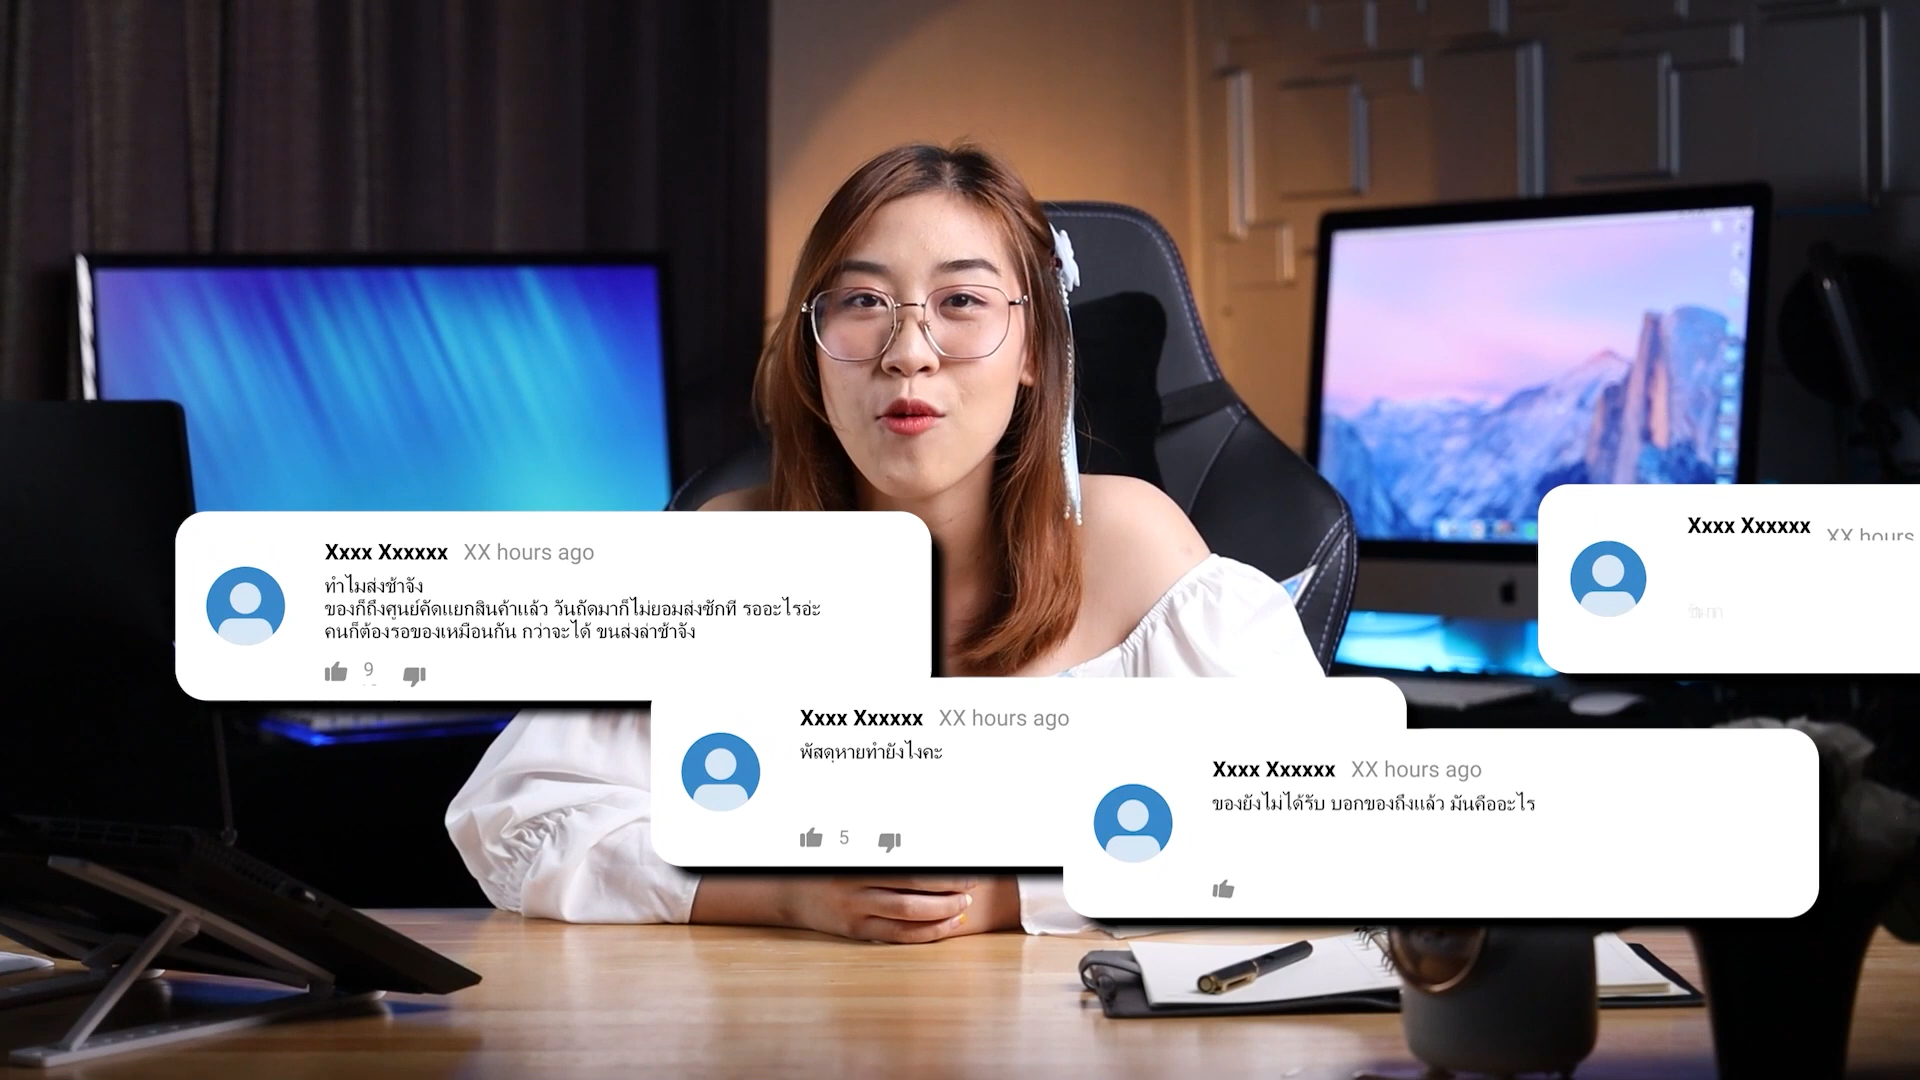 Xxxx Xxxxxx XX hours ago
ทำไมส่งช้าจัง
ของก็ถึงศูนย์คัดแยกสินค้าแล้ว วันถัดมาก็ไม่ยอมส่งซักที รออะไรอ่ะ
คนก็ต้องรอของเหมือนกัน กว่าจะได้ ขนส่งล่าช้าจัง
9
Xxxx Xxxxxx XX hours ago
พัสดุหายทำยังไงคะ
5
Xxxx Xxxxxx XX hours ago
ของยังไม่ได้รับ บอกของถึงแล้ว มันคืออะไร
Xxxx Xxxxxx XX hours